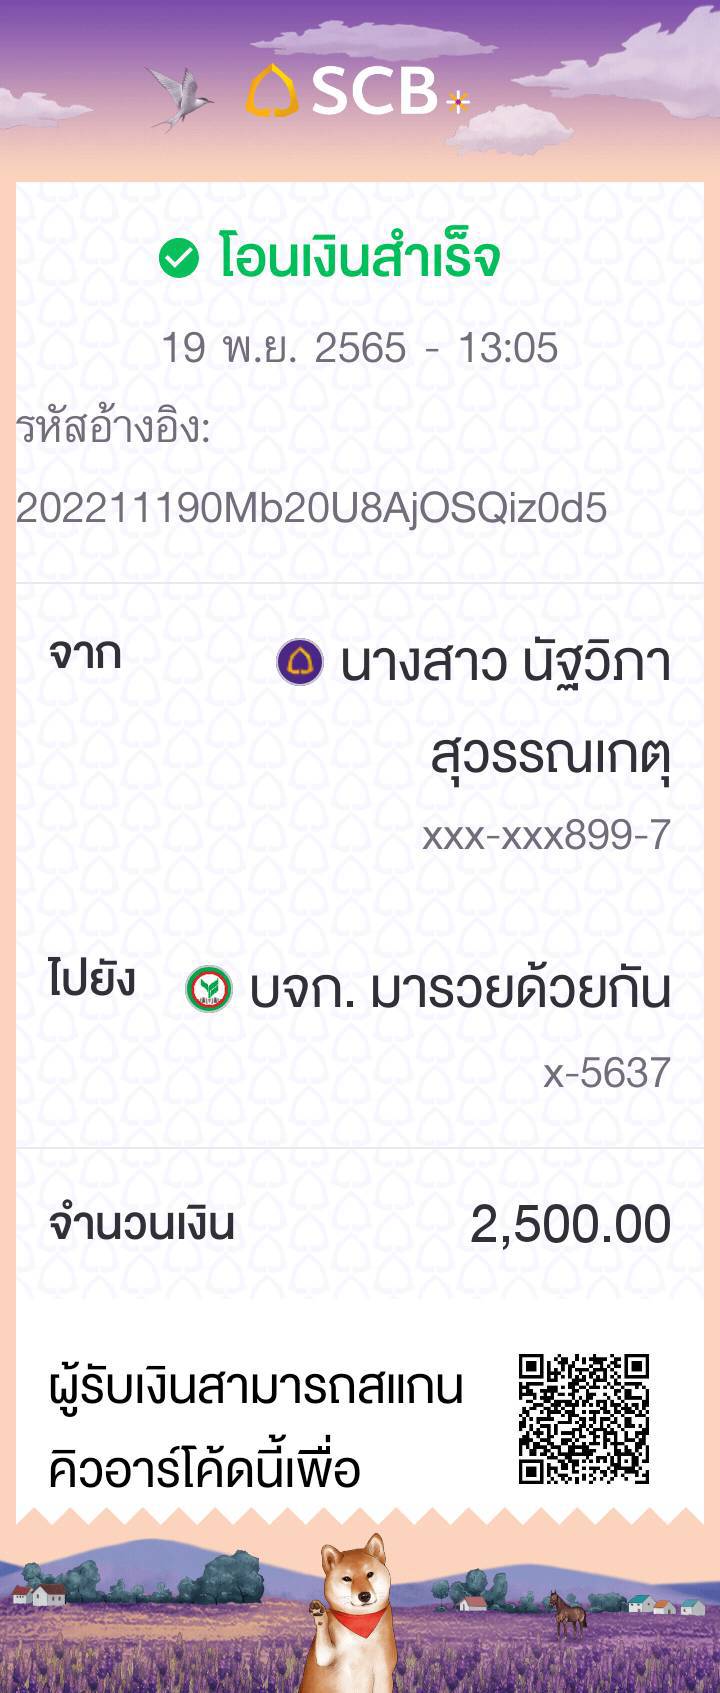 SCB
โอนเงินสำเร็จ
19 พ.ย. 2565 - 13:05
รหัสอ้างอิง:
202211190Mb20U8AjOSQiz0d5
จาก นางสาว นัฐวิภา
สุวรรณเกตุ
xxx-xxx899-7
ไปยัง บจก. มารวยด้วยกัน
x-5637
จำนวนเงิน 2,500.00
ผู้รับเงินสามารถสแกน
คิวอาร์โค้ดนี้เพื่อ